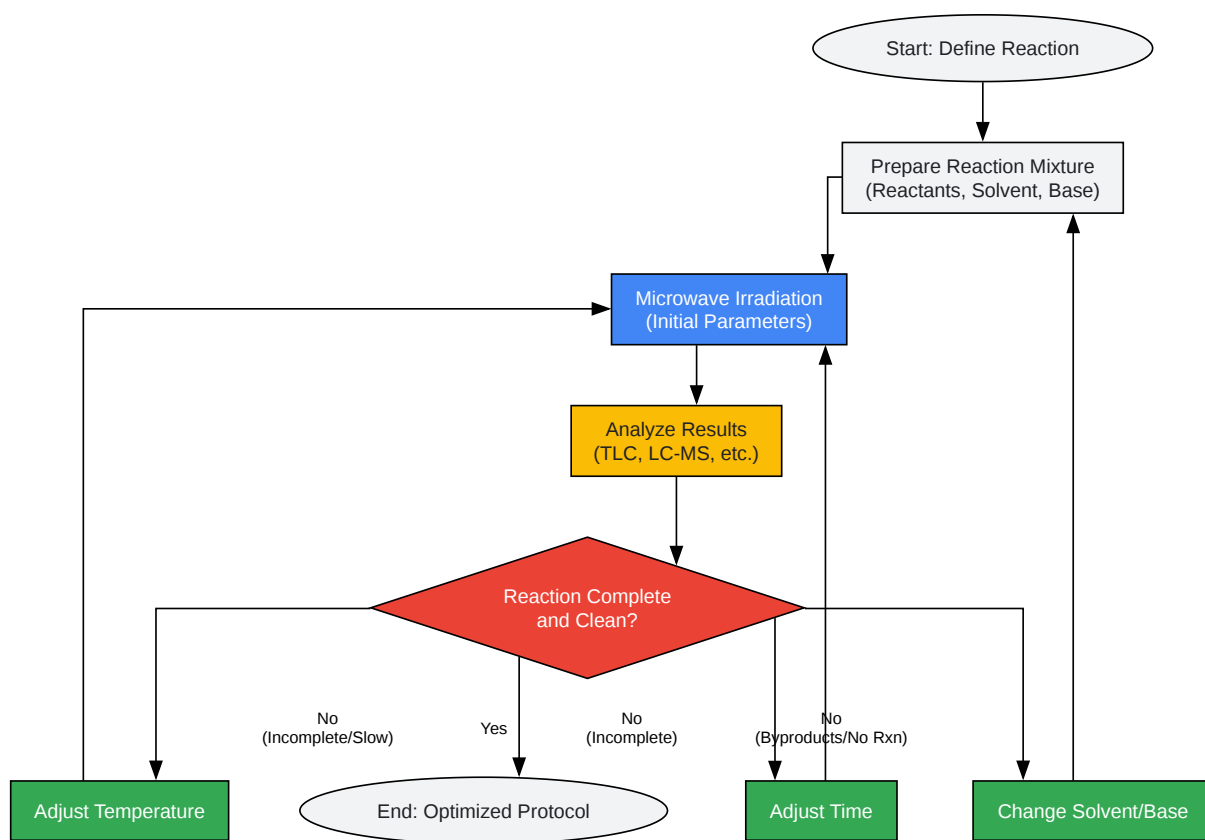 Start: Define Reaction
Prepare Reaction Mixture
(Reactants, Solvent, Base)
Microwave Irradiation
(Initial Parameters)
Analyze Results
(TLC, LC-MS, etc.)
Reaction Complete
and Clean?
No
(Incomplete/Slow)
Yes
No
(Incomplete)
No
(Byproducts/No Rxn)
Adjust Temperature
End: Optimized Protocol
Adjust Time
Change Solvent/Base